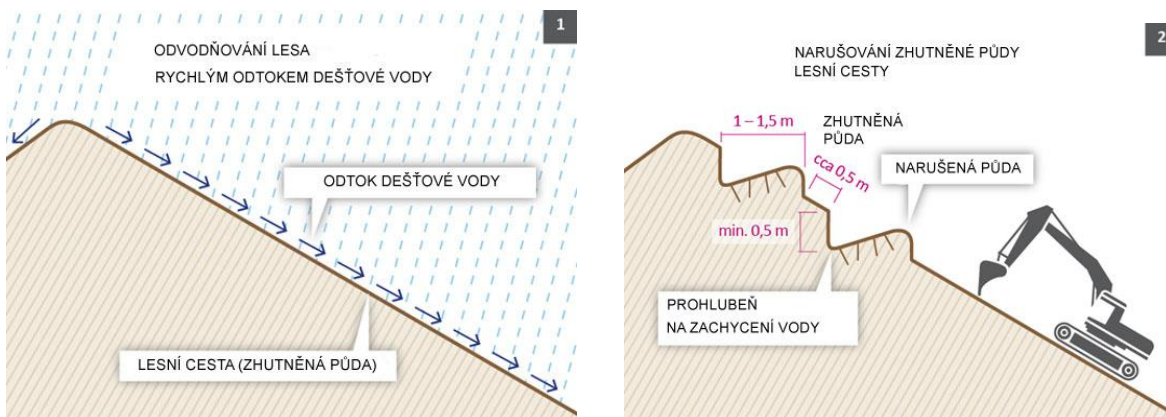 1
ODVODŇOVÁNÍ LESA
RYCHLÝM ODTOKEM DEŠŤOVÉ VODY
ODTOK DEŠŤOVÉ VODY
LESNÍ CESTA (ZHUTNĚNÁ PŮDA)
2
NARUŠOVÁNÍ ZHUTNĚNÉ PŮDY
LESNÍ CESTY
1 – 1,5 m
ZHUTNĚNÁ
PŮDA
cca 0,5 m
NARUŠENÁ PŮDA
min. 0,5 m
PROHLUBEŇ
NA ZACHYCENÍ VODY